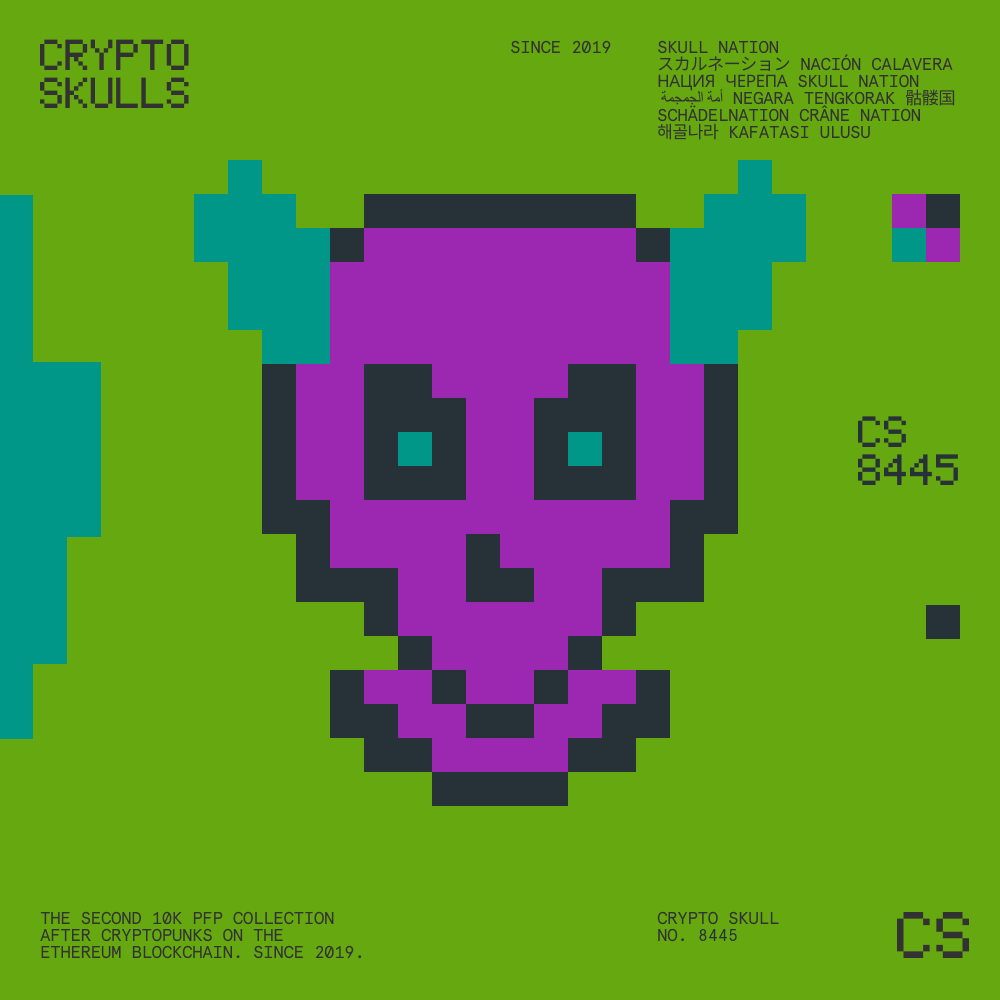 CRYPTO
SKULLS
SINCE 2019
SKULL NATION
スカルネーション NACIÓN CALAVERA
НАЦИЯ ЧЕРЕПА SKULL NATION
أمة الجمجمة NEGARA TENGKORAK 骷髅国
SCHÄDELNATION CRÂNE NATION
해골나라 KAFATASI ULUSU
CS
8445
THE SECOND 10K PFP COLLECTION
AFTER CRYPTOPUNKS ON THE
ETHEREUM BLOCKCHAIN. SINCE 2019.
CRYPTO SKULL
NO. 8445
CS